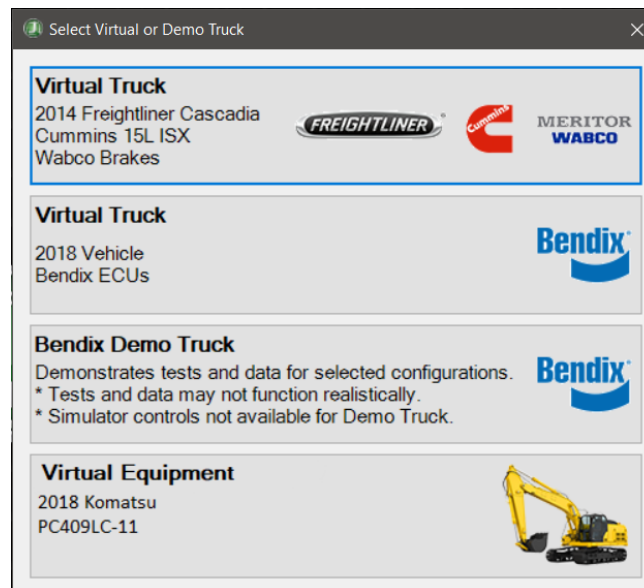 Select Virtual or Demo Truck
Virtual Truck
2014 Freightliner Cascadia
Cummins 15L ISX
Wabco Brakes
FREIGHTLINER
Cummins
MERITOR
WABCO
Virtual Truck
2018 Vehicle
Bendix ECUs
Bendix
Bendix Demo Truck
Demonstrates tests and data for selected configurations.
* Tests and data may not function realistically.
* Simulator controls not available for Demo Truck.
Bendix
Virtual Equipment
2018 Komatsu
PC409LC-11